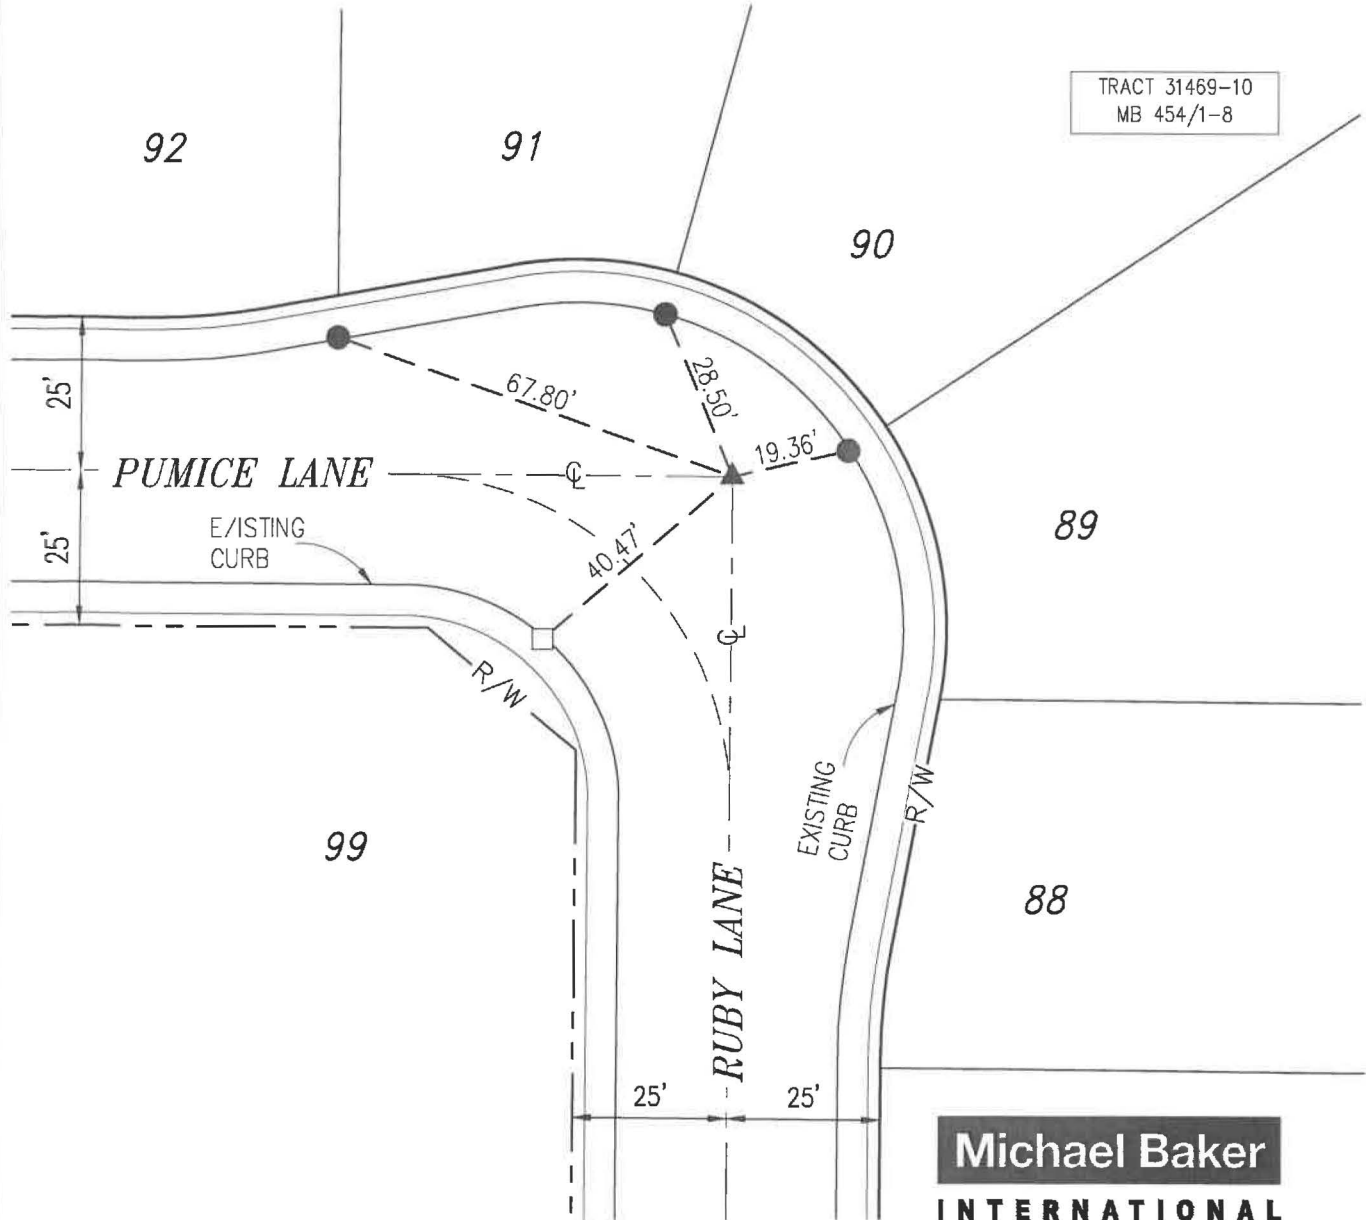 TRACT 31469-10
MB 454/1-8
92
91
90
25'
67.80'
28.50'
19.36'
PUMICE LANE
℄
89
E/ISTING
CURB
25'
40.47'
℄
R/W
EXISTING
CURB
R/W
99
88
RUBY LANE
25'
25'
Michael Baker
INTERNATIONAL